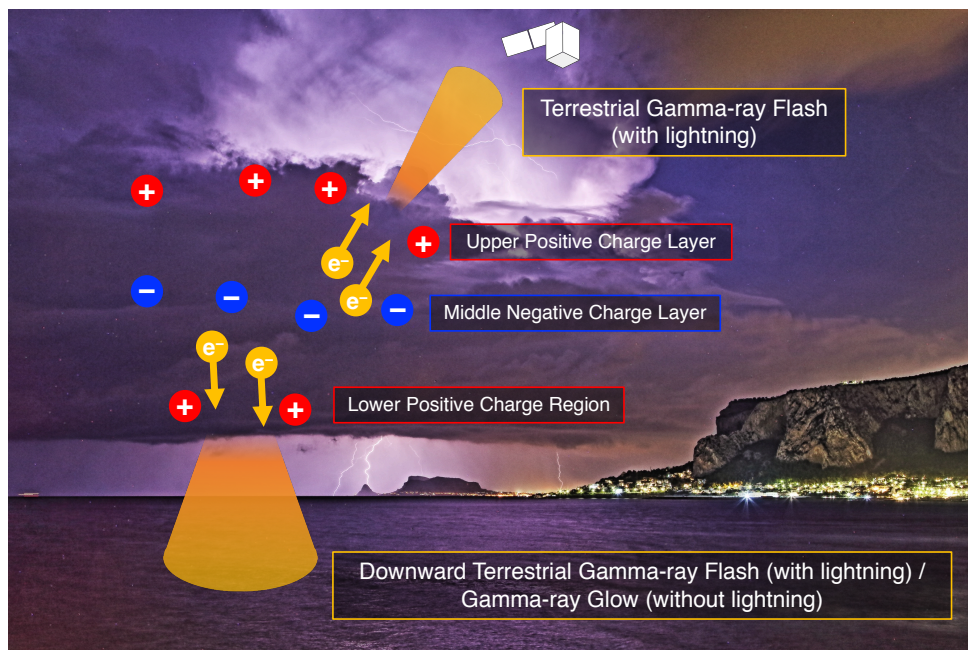 Terrestrial Gamma-ray Flash
(with lightning)
+ + +
e⁻
+ Upper Positive Charge Layer
e⁻
− − − −
Middle Negative Charge Layer
e⁻ e⁻
+ +
Lower Positive Charge Region
Downward Terrestrial Gamma-ray Flash (with lightning) /
Gamma-ray Glow (without lightning)